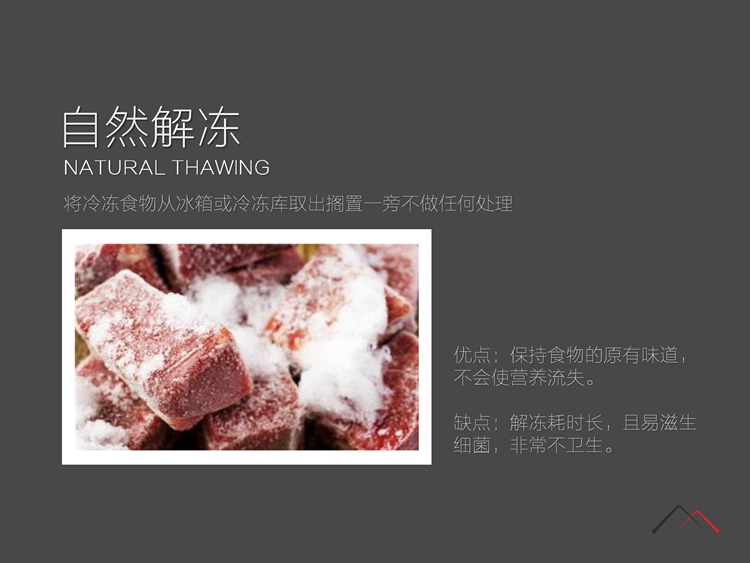 自然解冻
NATURAL THAWING
将冷冻食物从冰箱或冷冻库取出搁置一旁不做任何处理
优点；保持食物的原有味道，
不会使营养流失。
缺点；解冻耗时长，且易滋生
细菌，非常不卫生。